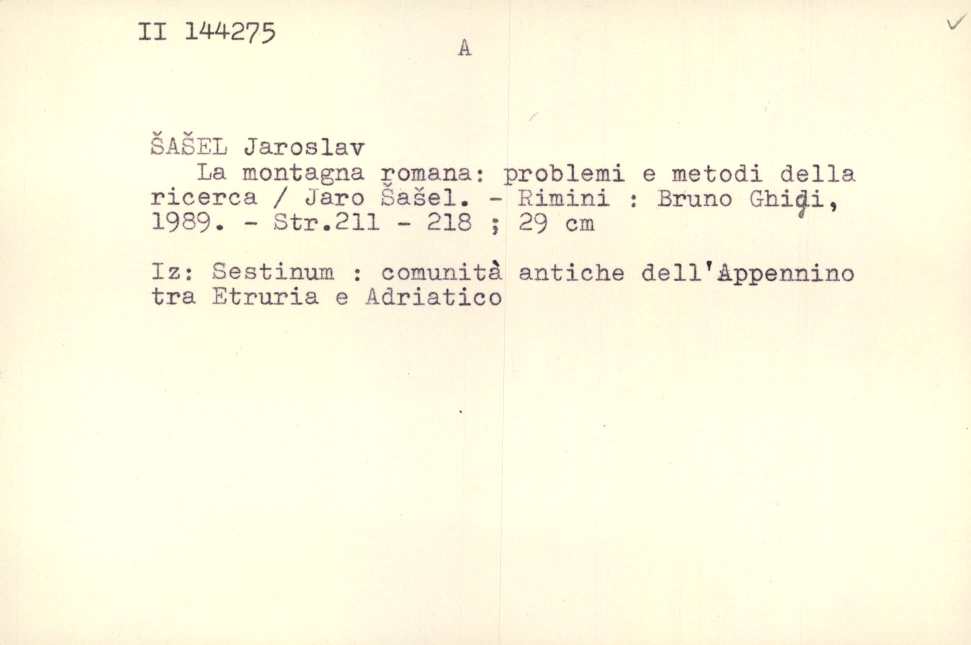 II 144275
A
ŠAŠEL Jaroslav
La montagna romana: problemi e metodi della
ricerca / Jaro Šašel. - Rimini : Bruno Ghigi,
1989. - Str.211 - 218 ; 29 cm
Iz: Sestinum : comunità antiche dell'Appennino
tra Etruria e Adriatico